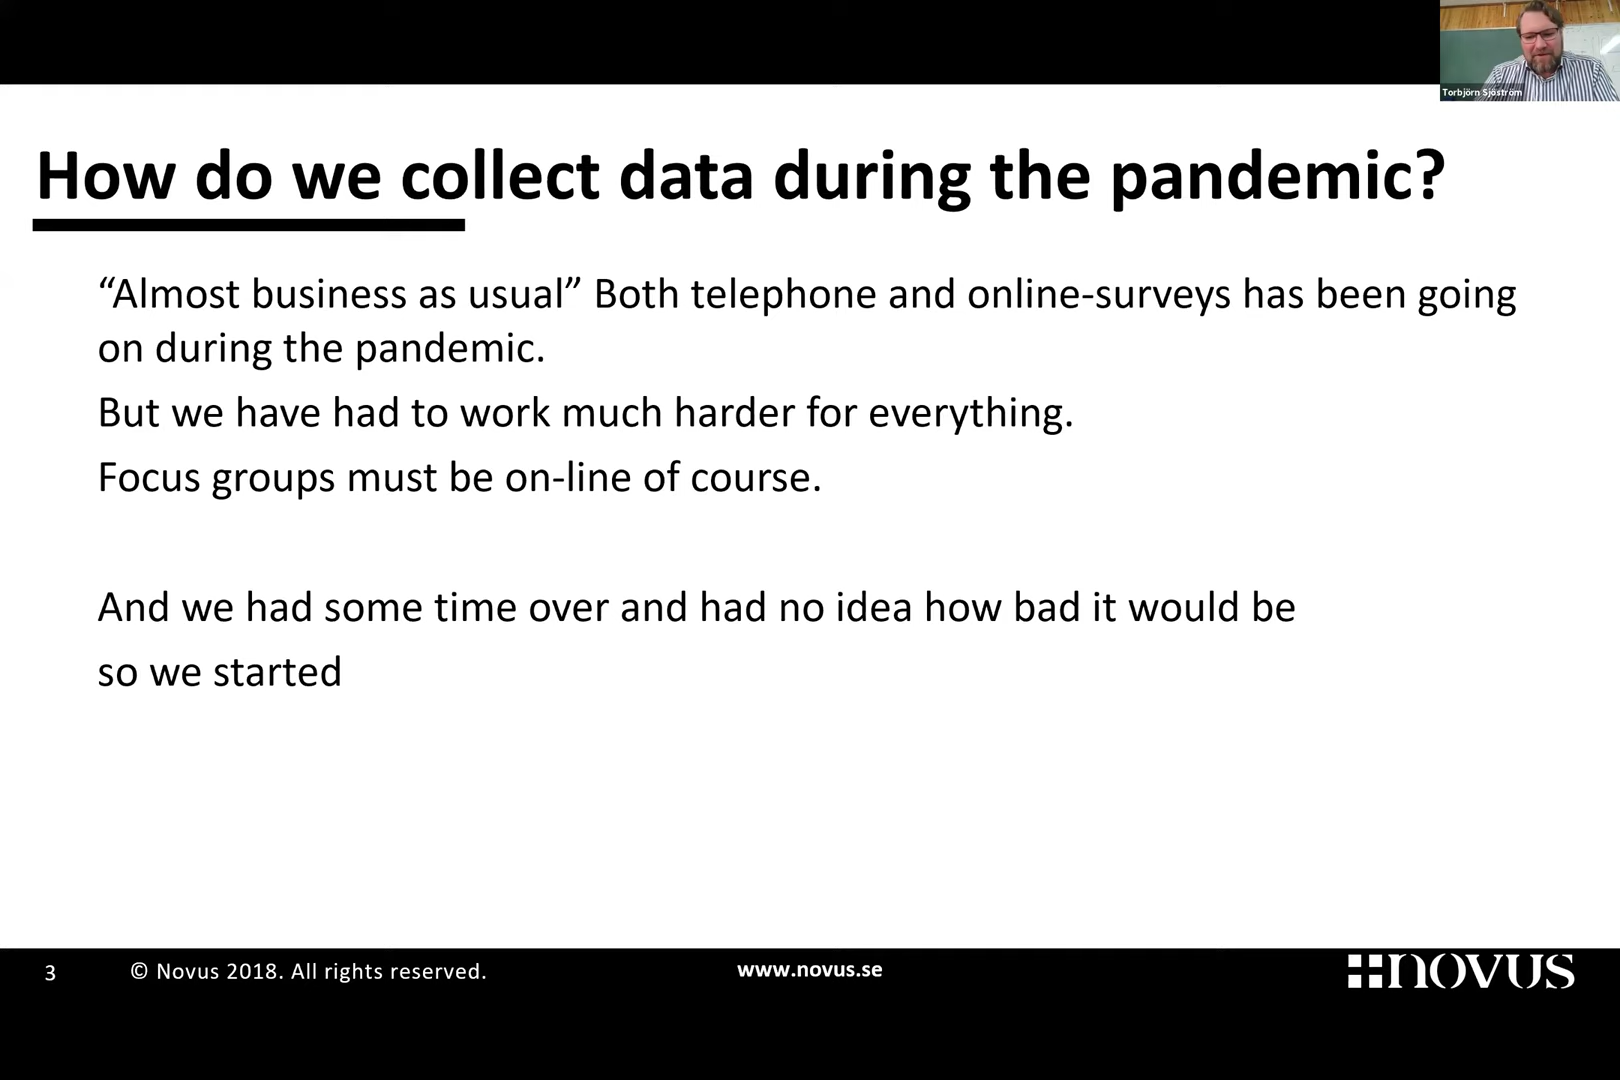 Torbjörn Sjöström
How do we collect data during the pandemic?
“Almost business as usual” Both telephone and online-surveys has been going
on during the pandemic.
But we have had to work much harder for everything.
Focus groups must be on-line of course.
And we had some time over and had no idea how bad it would be
so we started
3
© Novus 2018. All rights reserved.
www.novus.se
novus